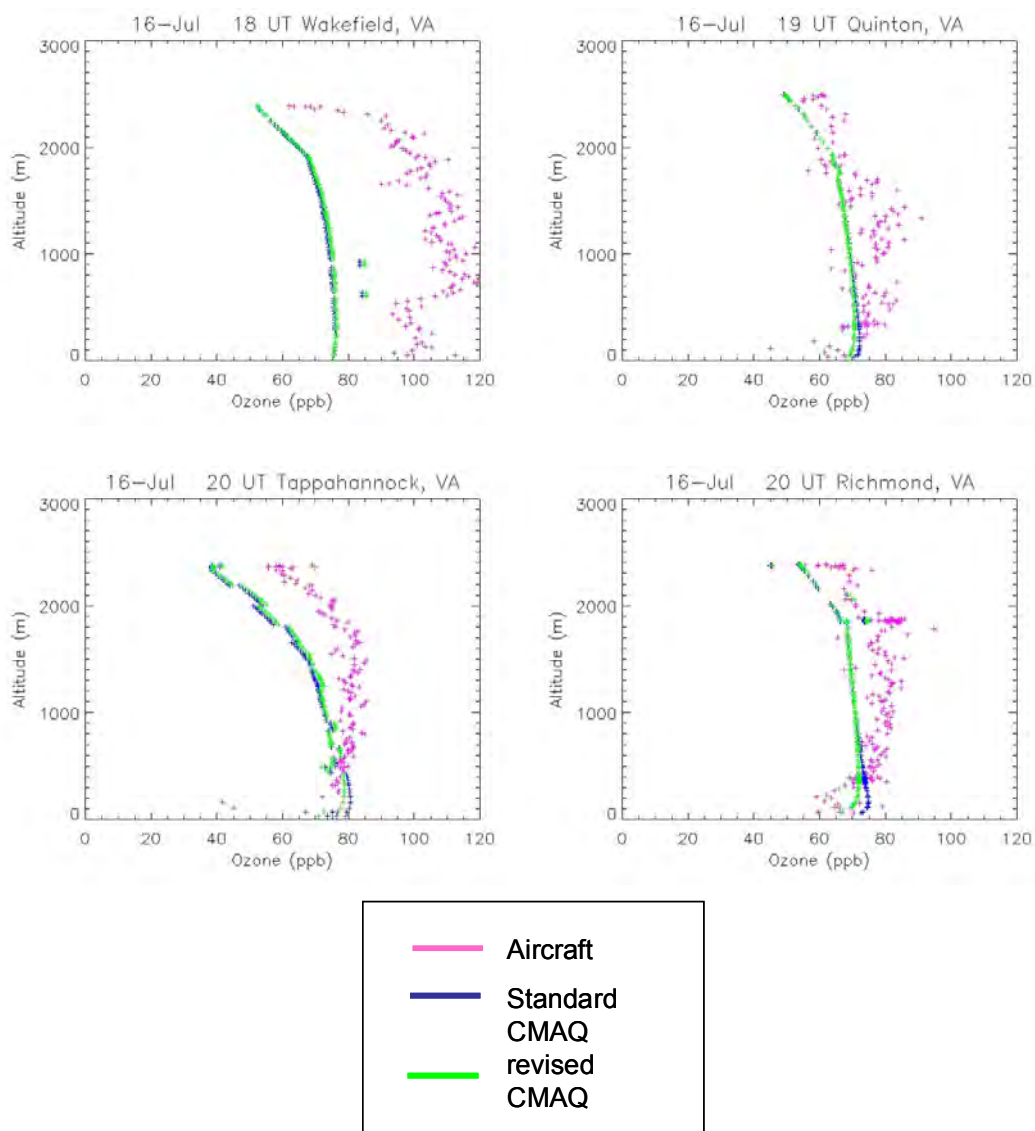 16-Jul 18 UT Wakefield, VA
3000
2000
1000
0
Altitude (m)
0 20 40 60 80 100 120
Ozone (ppb)
16-Jul 19 UT Quinton, VA
3000
2000
1000
0
Altitude (m)
0 20 40 60 80 100 120
Ozone (ppb)
16-Jul 20 UT Tappahannock, VA
3000
2000
1000
0
Altitude (m)
0 20 40 60 80 100 120
Ozone (ppb)
16-Jul 20 UT Richmond, VA
3000
2000
1000
0
Altitude (m)
0 20 40 60 80 100 120
Ozone (ppb)
Aircraft
Standard
CMAQ
revised
CMAQ